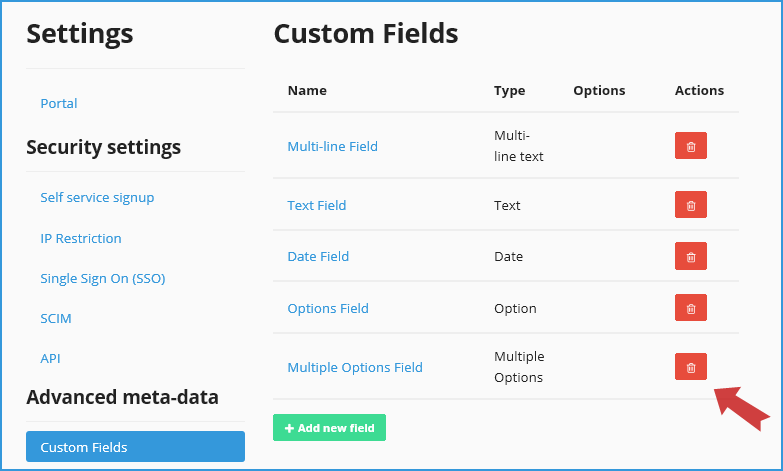 Settings
Portal
Security settings
Self service signup
IP Restriction
Single Sign On (SSO)
SCIM
API
Advanced meta-data
Custom Fields
Custom Fields
Name Type Options Actions
Multi-line Field Multi-
line text
Text Field Text
Date Field Date
Options Field Option
Multiple Options Field Multiple
Options
+ Add new field